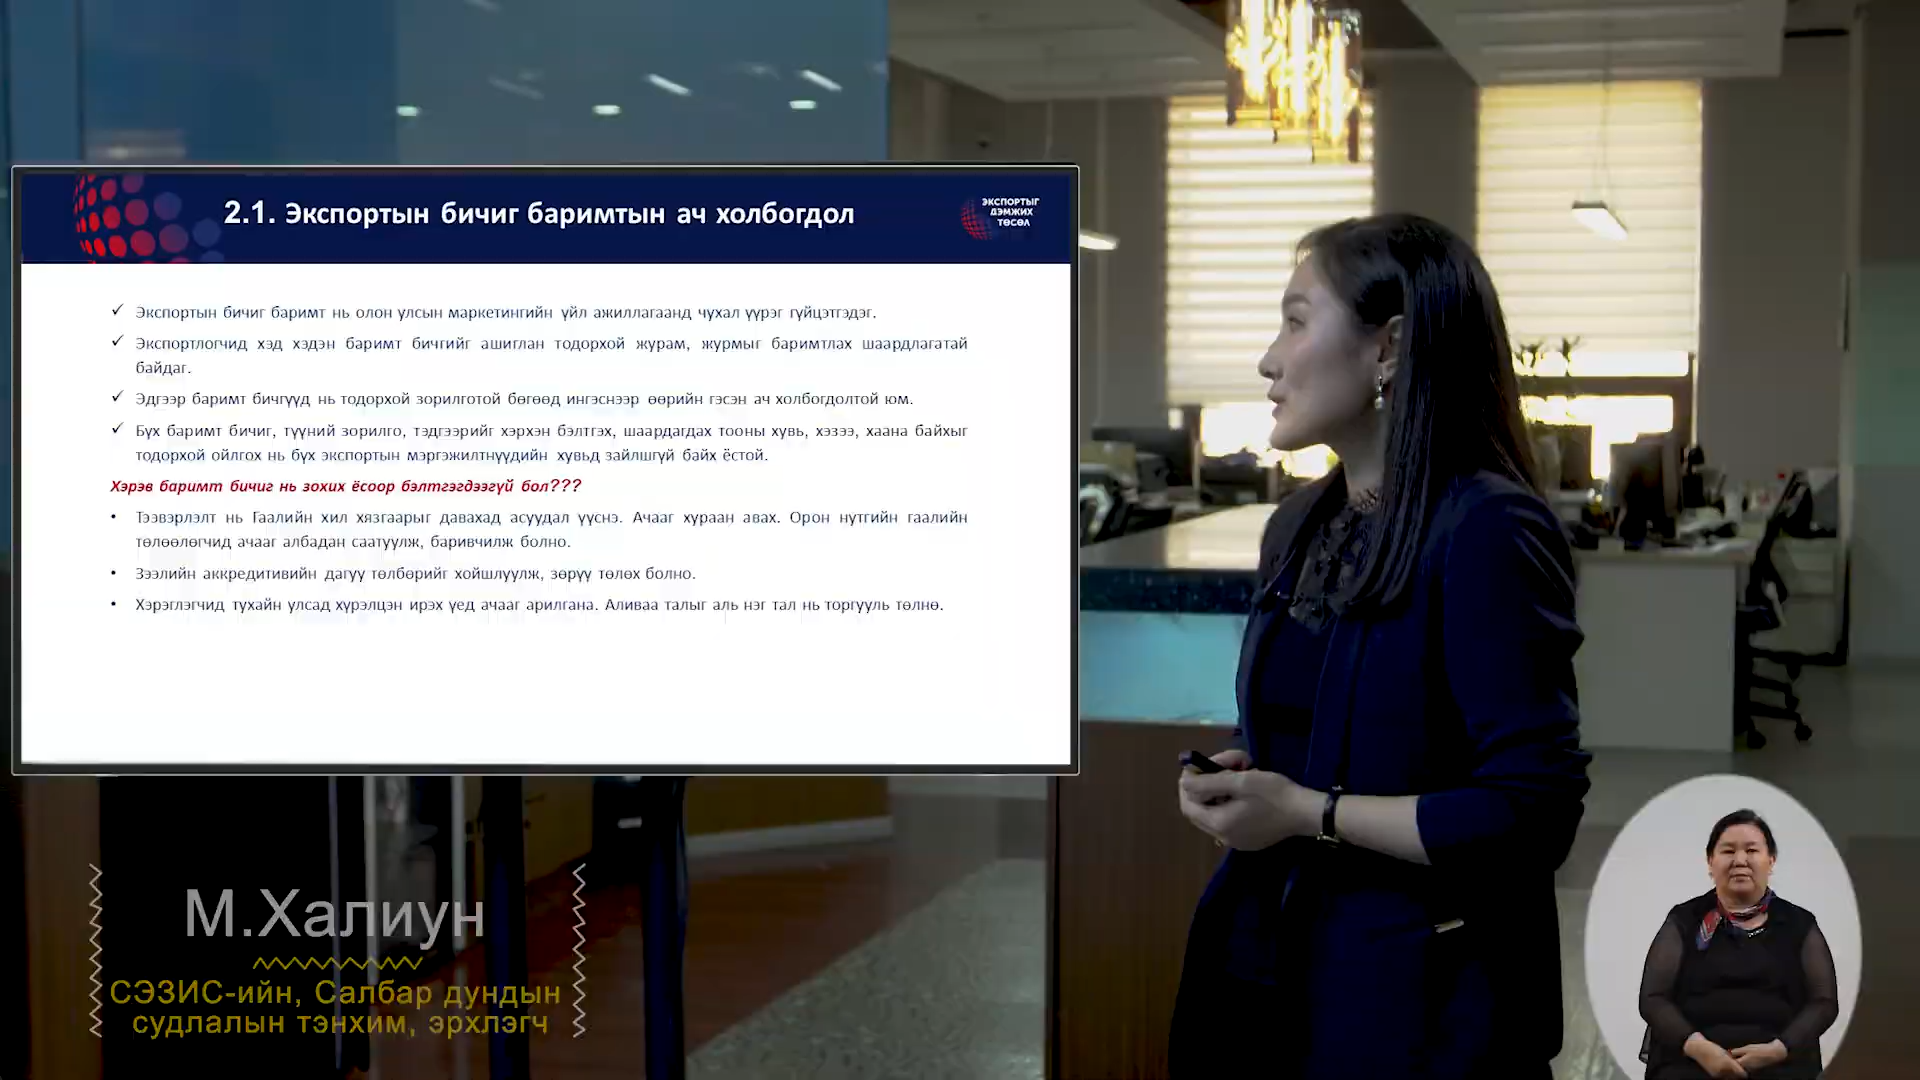 2.1. Экспортын бичиг баримтын ач холбогдол
ЭКСПОРТЫГ
ДЭМЖИХ
ТӨСӨЛ
✓ Экспортын бичиг баримт нь олон улсын маркетингийн үйл ажиллагаанд чухал үүрэг гүйцэтгэдэг.
✓ Экспортлогчид хэд хэдэн баримт бичгийг ашиглан тодорхой журам, журмыг баримтлах шаардлагатай
байдаг.
✓ Эдгээр баримт бичгүүд нь тодорхой зорилготой бөгөөд ингэснээр өөрийн гэсэн ач холбогдолтой юм.
✓ Бүх баримт бичиг, түүний зорилго, тэдгээрийг хэрхэн бэлтгэх, шаардагдах тооны хувь, хэзээ, хаана байхыг
тодорхой ойлгох нь бүх экспортын мэргэжилтнүүдийн хувьд зайлшгүй байх ёстой.
Хэрэв баримт бичиг нь зохих ёсоор бэлтгэгдээгүй бол???
• Тээвэрлэлт нь Гаалийн хил хязгаарыг давахад асуудал үүснэ. Ачааг хураан авах. Орон нутгийн гаалийн
төлөөлөгчид ачааг албадан саатуулж, баривчилж болно.
• Зээлийн аккредитивийн дагуу төлбөрийг хойшлуулж, зөрүү төлөх болно.
• Хэрэглэгчид тухайн улсад хүрэлцэн ирэх үед ачааг арилгана. Аливаа талыг аль нэг тал нь торгууль төлнө.
М.Халиун
СЭЗИС-ийн, Салбар дундын
судлалын тэнхим, эрхлэгч